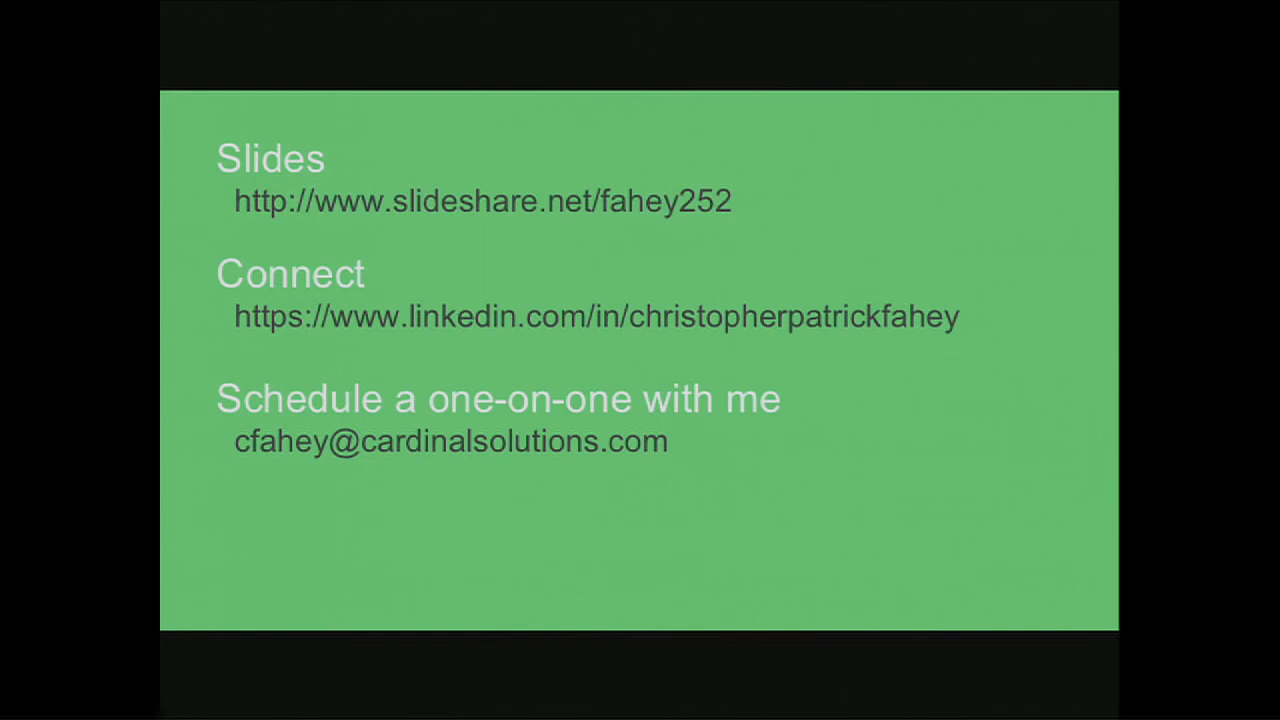 Slides
http://www.slideshare.net/fahey252
Connect
https://www.linkedin.com/in/christopherpatrickfahey
Schedule a one-on-one with me
cfahey@cardinalsolutions.com